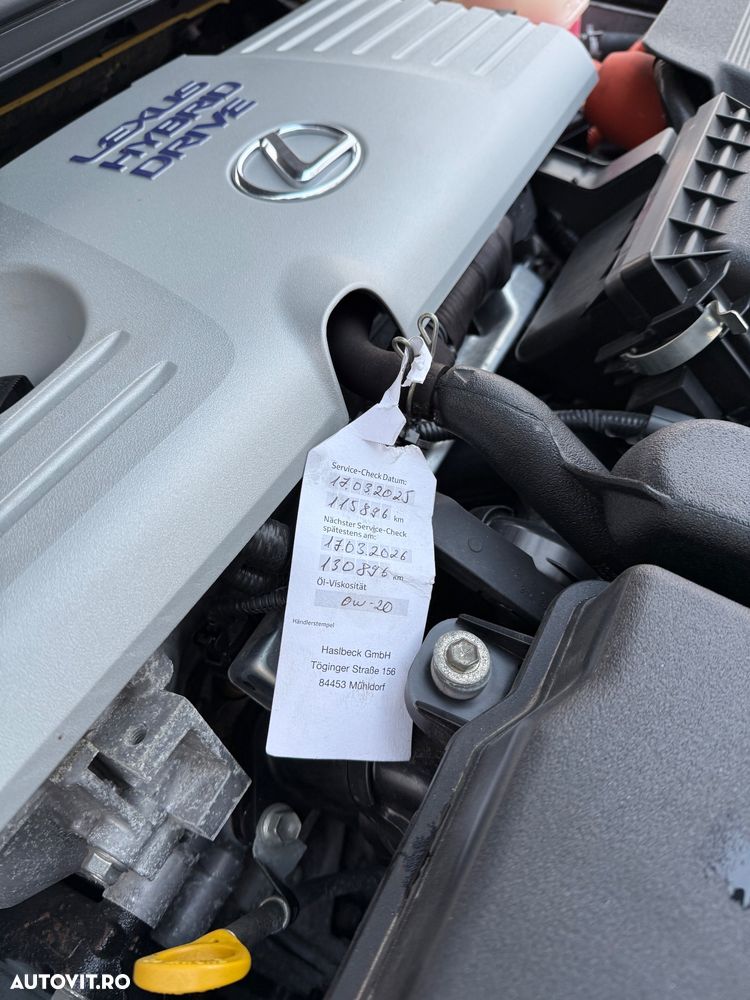 LEXUS
HYBRID
DRIVE
Service-Check Datum:
17.03.2025
115896 km
Nächster Service-Check
spätestens am:
17.03.2026
130896 km
Öl-Viskosität
0w-20
Händlerstempel
Haslbeck GmbH
Töginger Straße 156
84453 Mühldorf
AUTOVIT.RO